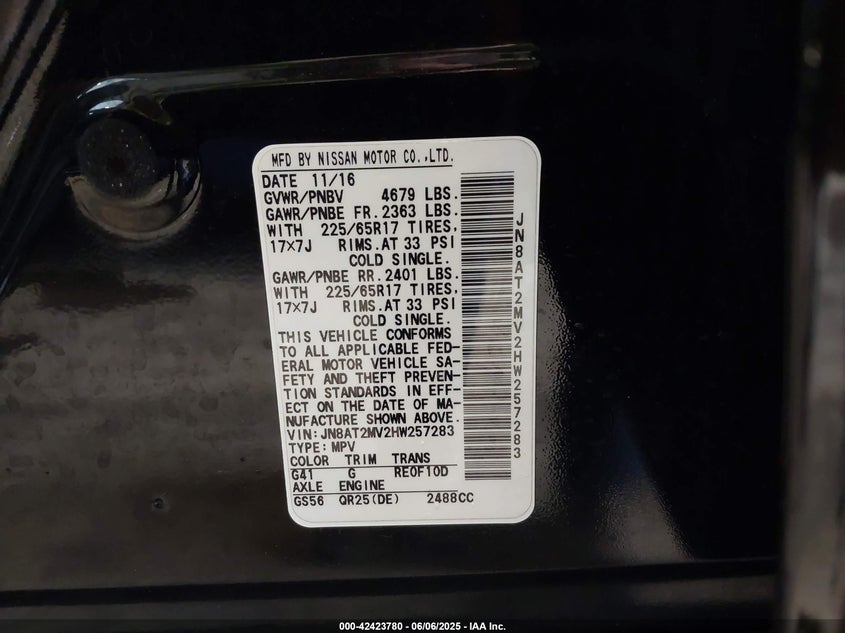 MFD BY NISSAN MOTOR CO.,LTD.
DATE 11/16
GVWR/PNBV 4679 LBS.
GAWR/PNBE FR. 2363 LBS.
WITH 225/65R17 TIRES,
17×7J RIMS.AT 33 PSI
COLD SINGLE.
GAWR/PNBE RR. 2401 LBS.
WITH 225/65R17 TIRES,
17×7J RIMS.AT 33 PSI
COLD SINGLE.
THIS VEHICLE CONFORMS
TO ALL APPLICABLE FED-
ERAL MOTOR VEHICLE SA-
FETY AND THEFT PREVEN-
TION STANDARDS IN EFF-
ECT ON THE DATE OF MA-
NUFACTURE SHOWN ABOVE.
VIN:JN8AT2MV2HW257283
TYPE:MPV
COLOR TRIM TRANS
G41 G RE0F10D
AXLE ENGINE
GS56 QR25(DE) 2488CC
JN8AT2MV2HW257283
000-42423780 - 06/06/2025 - IAA Inc.